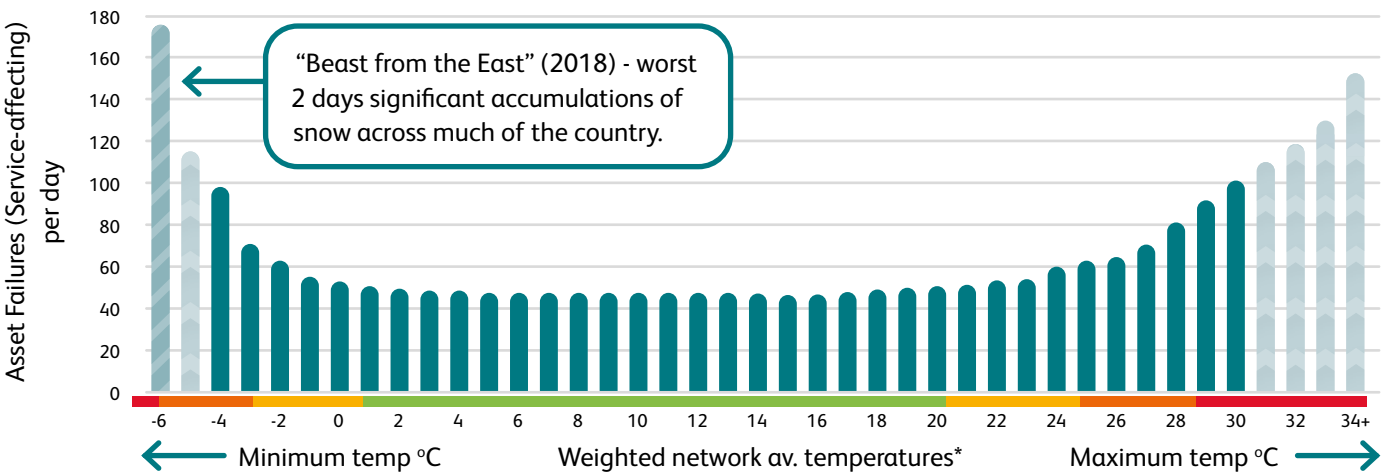 Asset Failures (Service-affecting)
per day
180
160
140
120
100
80
60
40
20
0
“Beast from the East” (2018) - worst
2 days significant accumulations of
snow across much of the country.
-6 -4 -2 0 2 4 6 8 10 12 14 16 18 20 22 24 26 28 30 32 34+
Minimum temp ºC Weighted network av. temperatures* Maximum temp ºC